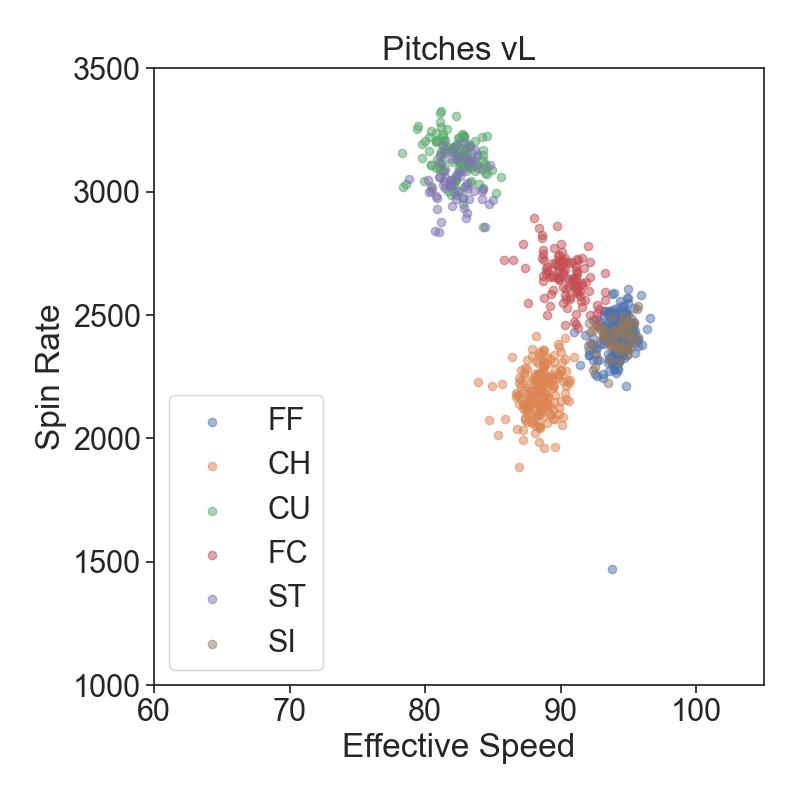 Pitches vL
3500
3000
2500
2000
1500
1000
Spin Rate
FF
CH
CU
FC
ST
SI
60 70 80 90 100
Effective Speed